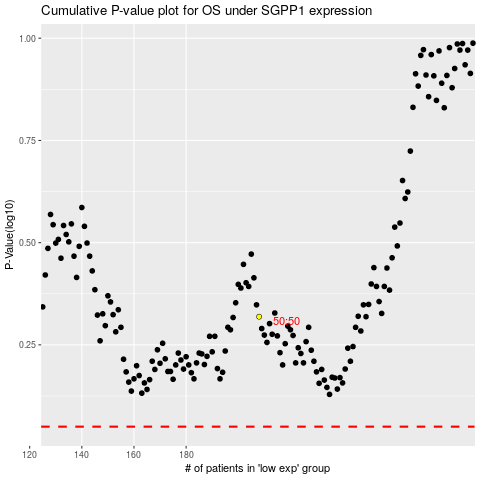 Cumulative P-value plot for OS under SGPP1 expression
P-Value(log10)
1.00
0.75
0.50
0.25
50:50
120 140 160 180
# of patients in 'low exp' group